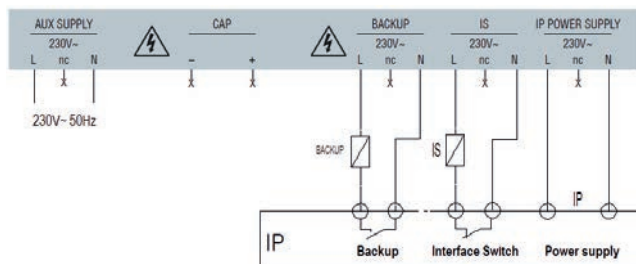 AUX SUPPLY CAP BACKUP IS IP POWER SUPPLY
230V~ 230V~ 230V~ 230V~
L nc N - + L nc N L nc N L nc N
x x x x x x
230V~ 50Hz
BACKUP IS
IP
IP Backup Interface Switch Power supply